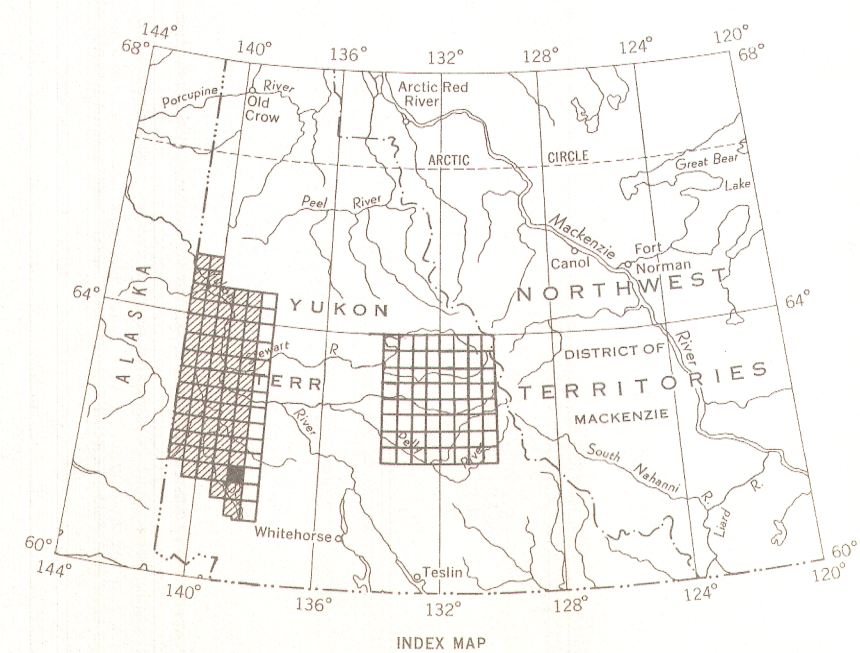 144° 140° 136° 132° 128° 124° 120°
68° 68°
Porcupine River
Old
Crow
Arctic Red
River
ARCTIC CIRCLE
Great Bear
Lake
Peel River
Mackenzie
Fort
Norman
Canol
64° YUKON NORTHWEST 64°
ALASKA
ewart R
DISTRICT OF
River
TERR TERRITORIES
MACKENZIE
River
Pelly
River
South Nahanni R.
Liard R.
Whitehorse
Teslin
60° 60°
144° 140° 136° 132° 128° 124° 120°
INDEX MAP